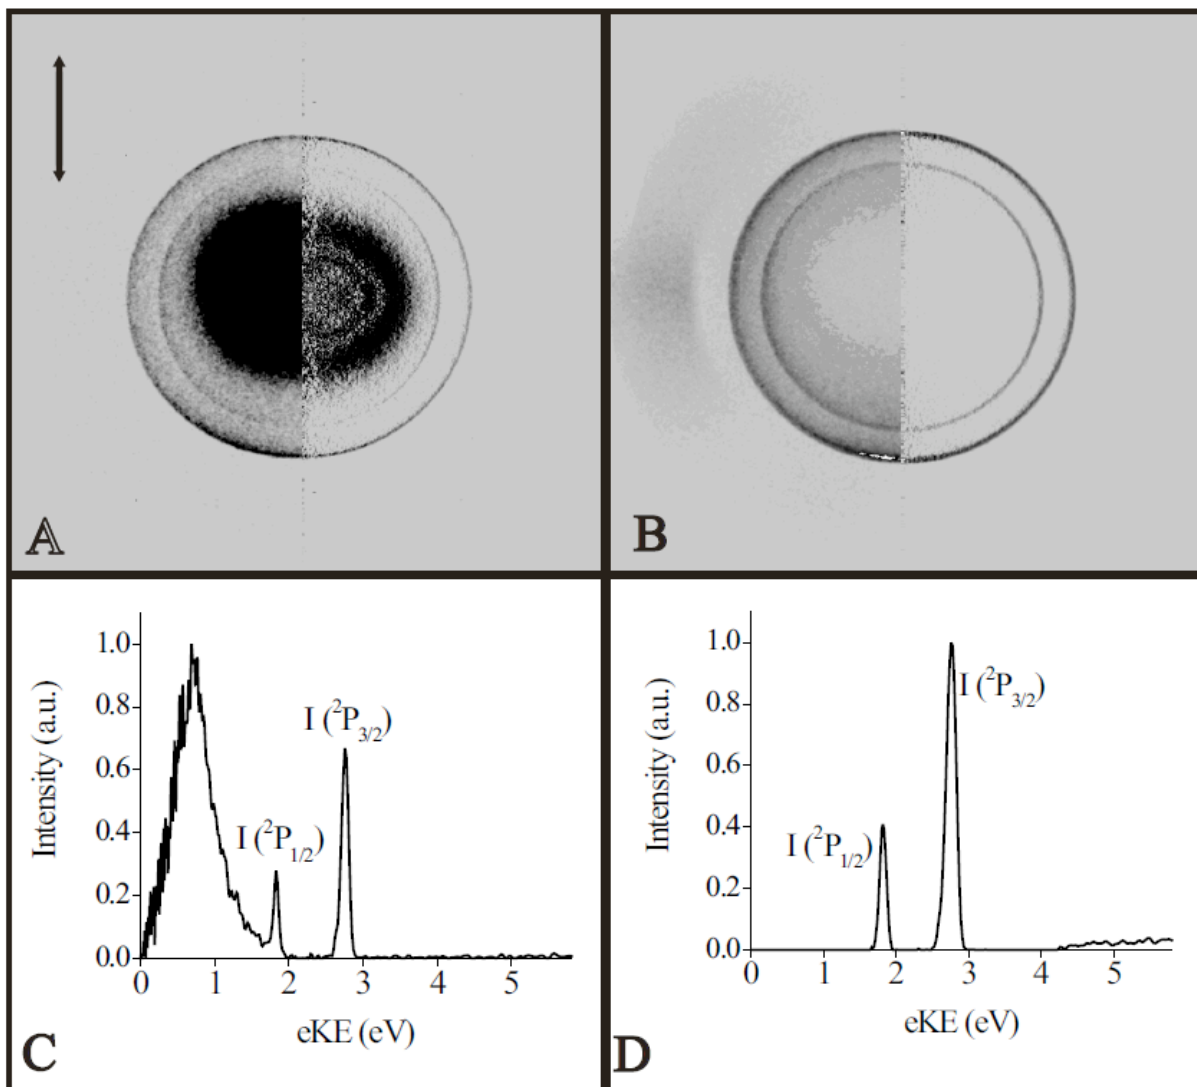 A
B
1.0
0.8
0.6
0.4
0.2
0.0
Intensity (a.u.)
I (²P₃/₂)
I (²P₁/₂)
0 1 2 3 4 5
eKE (eV)
C
1.0
0.8
0.6
0.4
0.2
0.0
Intensity (a.u.)
I (²P₃/₂)
I (²P₁/₂)
0 1 2 3 4 5
eKE (eV)
D